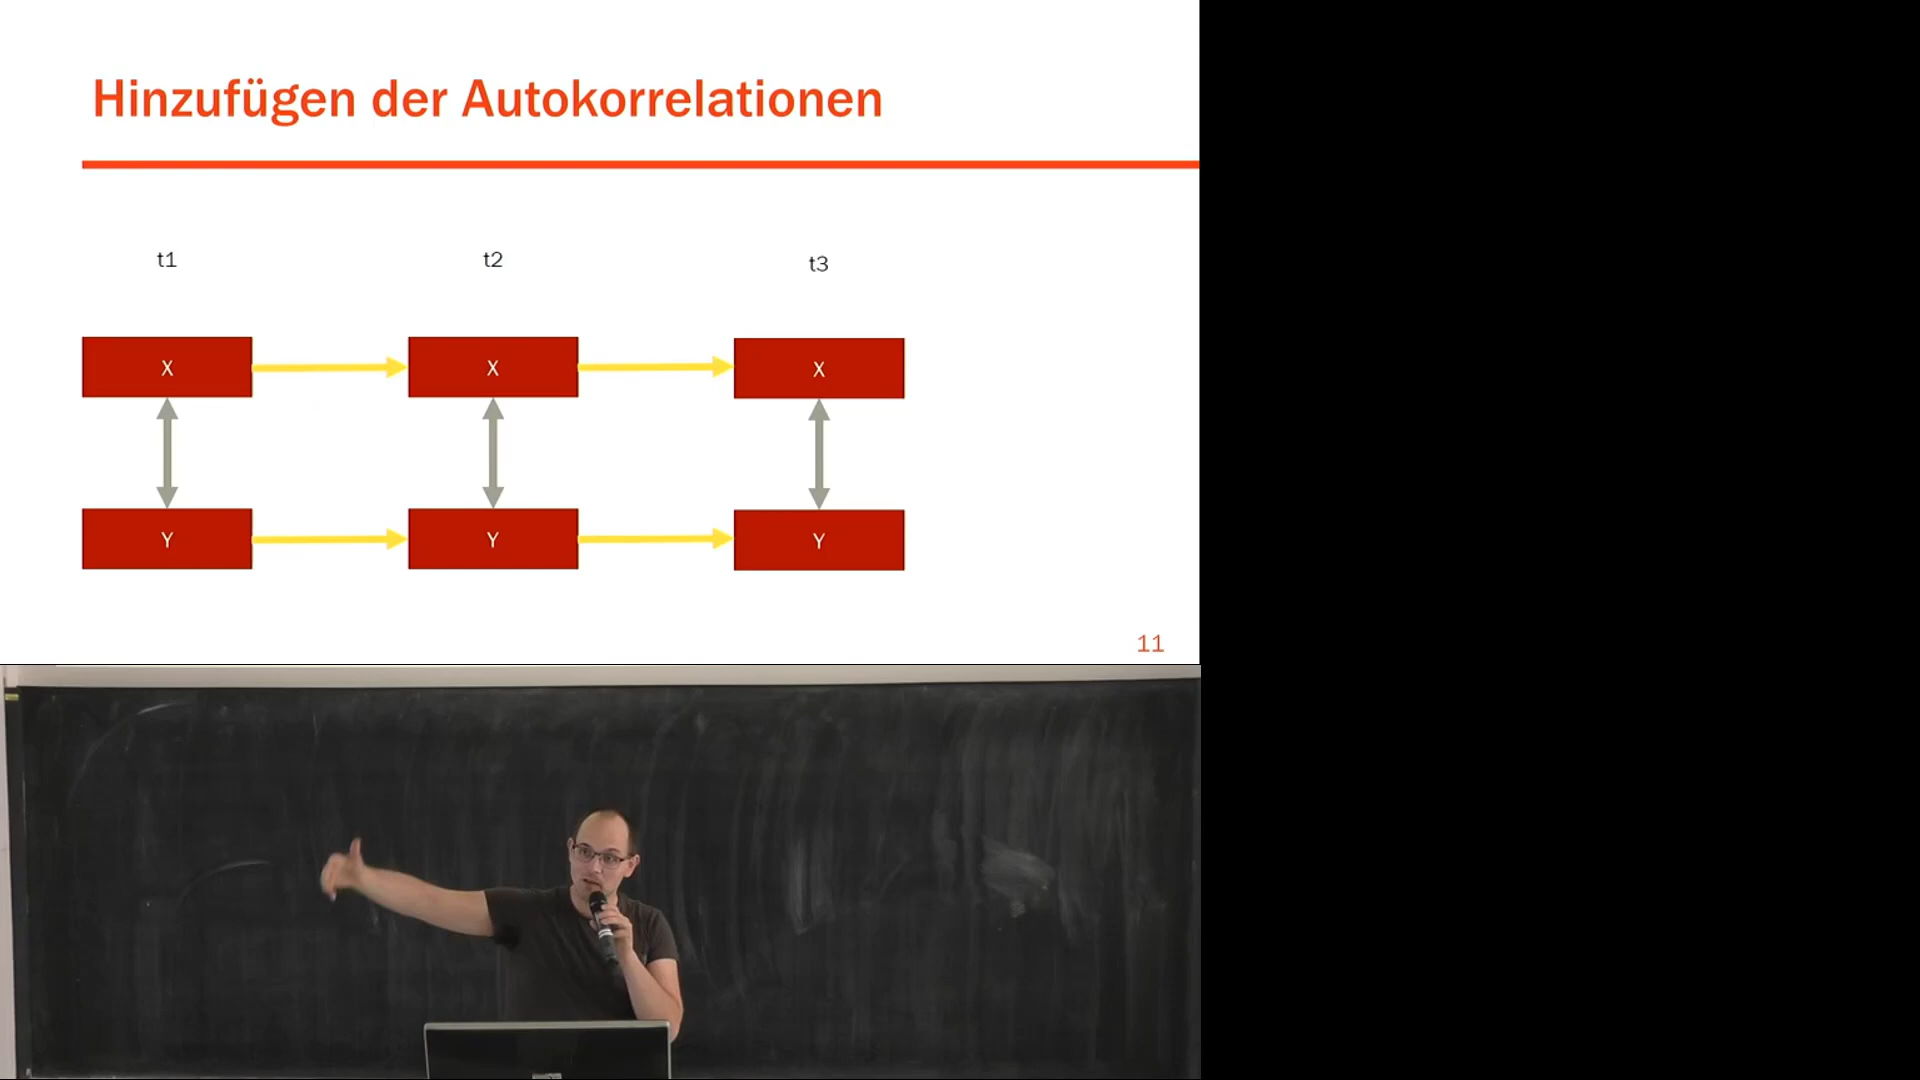 Hinzufügen der Autokorrelationen
t1 t2 t3
X X X
Y Y Y
11